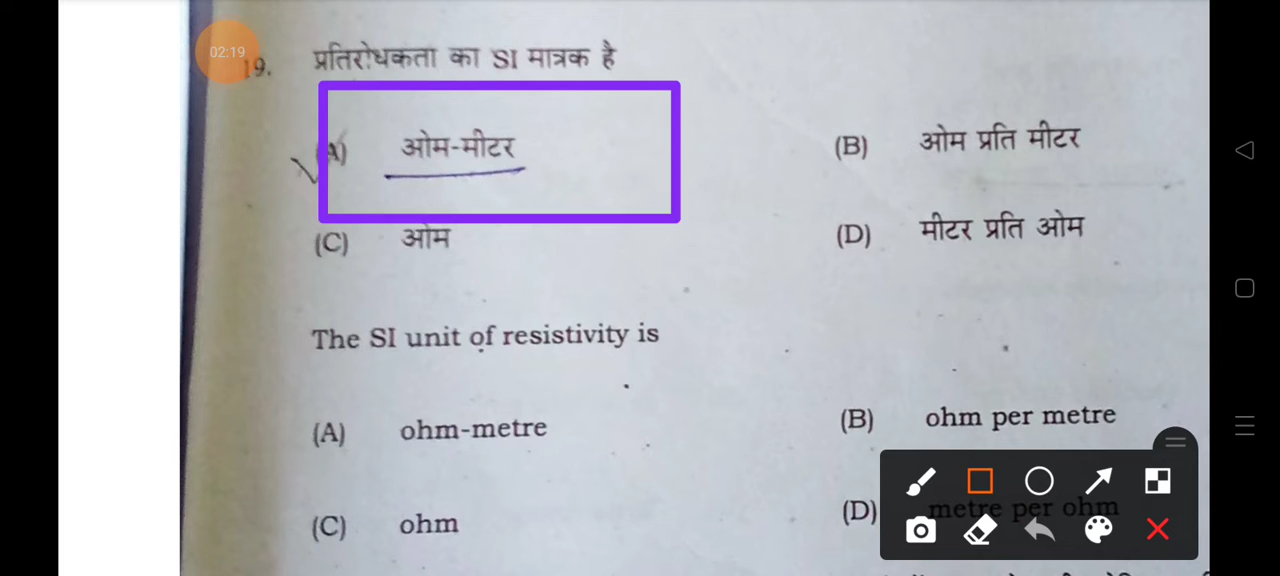 02:19
19. प्रतिरोधकता का SI मात्रक है
(A) ओम-मीटर (B) ओम प्रति मीटर
(C) ओम (D) मीटर प्रति ओम
The SI unit of resistivity is
(A) ohm-metre (B) ohm per metre
(C) ohm (D) metre per ohm